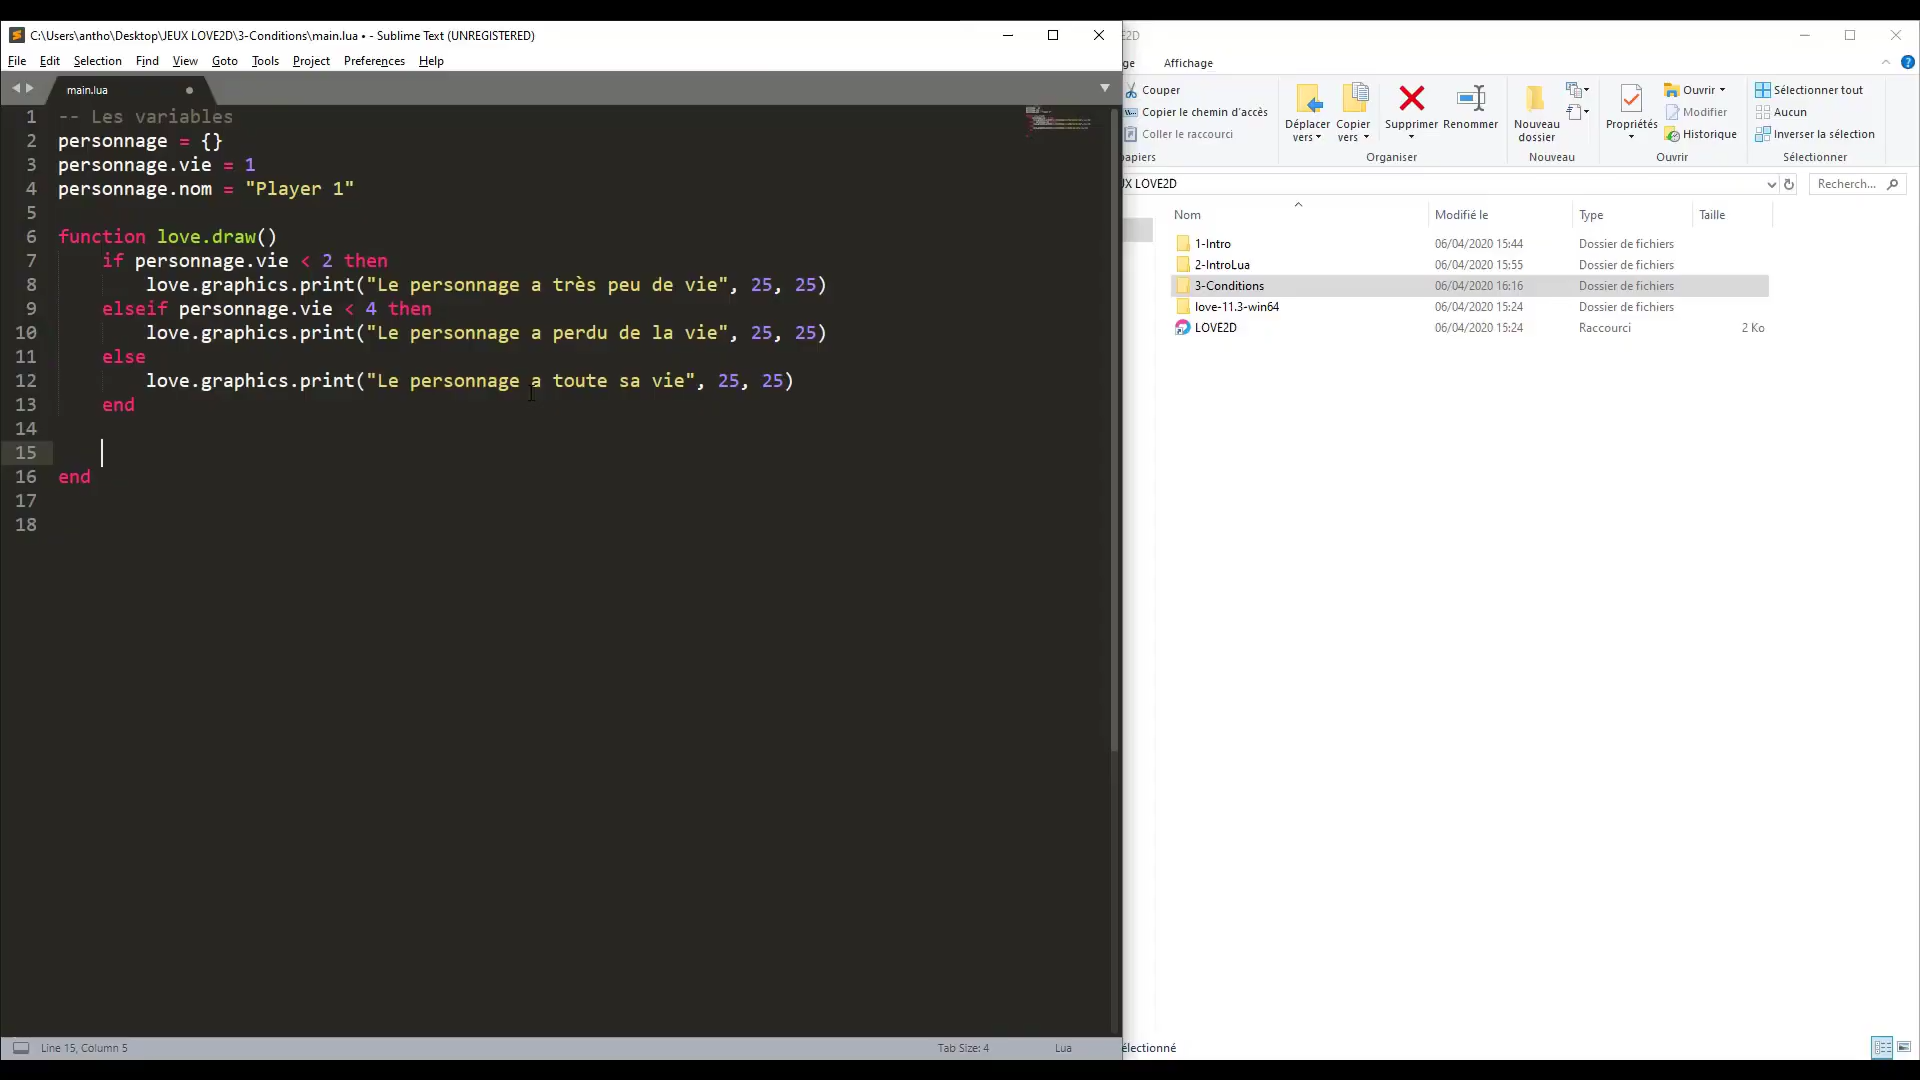 C:\Users\antho\Desktop\JEUX LOVE2D\3-Conditions\main.lua • - Sublime Text (UNREGISTERED)
File Edit Selection Find View Goto Tools Project Preferences Help
main.lua
1 -- Les variables
2 personnage = {}
3 personnage.vie = 1
4 personnage.nom = "Player 1"
5
6 function love.draw()
7 if personnage.vie < 2 then
8 love.graphics.print("Le personnage a très peu de vie", 25, 25)
9 elseif personnage.vie < 4 then
10 love.graphics.print("Le personnage a perdu de la vie", 25, 25)
11 else
12 love.graphics.print("Le personnage a toute sa vie", 25, 25)
13 end
14
15
16 end
17
18
Line 15, Column 5 Tab Size: 4 Lua
E2D
ge Affichage
Couper
Copier le chemin d'accès
Coller le raccourci
papiers
Déplacer vers
Copier vers
Supprimer
Renommer
Organiser
Nouveau dossier
Nouveau
Propriétés
Ouvrir
Modifier
Historique
Ouvrir
Sélectionner tout
Aucun
Inverser la sélection
Sélectionner
UX LOVE2D
Recherch...
Nom Modifié le Type Taille
1-Intro 06/04/2020 15:44 Dossier de fichiers
2-IntroLua 06/04/2020 15:55 Dossier de fichiers
3-Conditions 06/04/2020 16:16 Dossier de fichiers
love-11.3-win64 06/04/2020 15:24 Dossier de fichiers
LOVE2D 06/04/2020 15:24 Raccourci 2 Ko
électionné